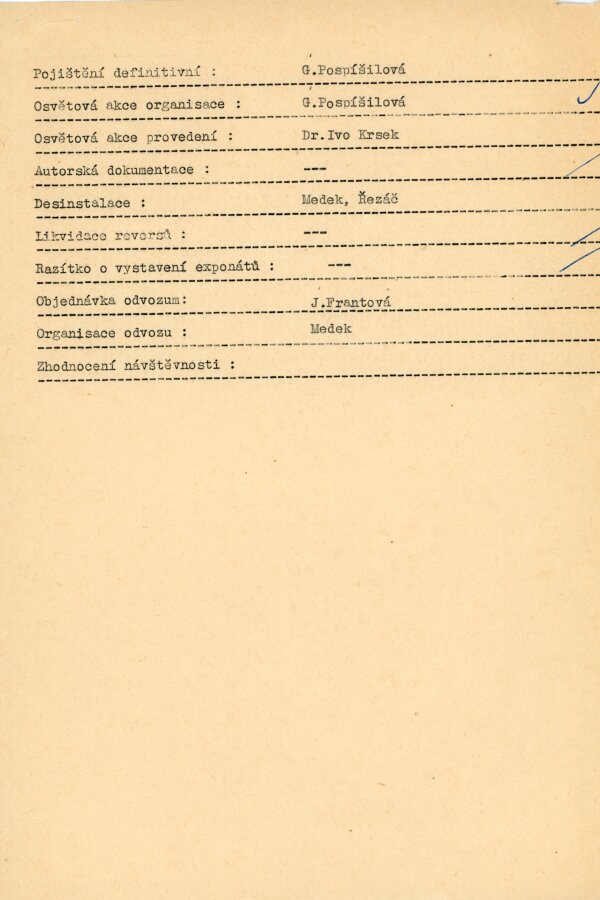 Pojištění definitivní : G.Pospíšilová
Osvětová akce organisace : G.Pospíšilová
Osvětová akce provedení : Dr.Ivo Krsek
Autorská dokumentace : ---
Desinstalace : Medek, Řezáč
Likvidace reversů : ---
Razítko o vystavení exponátů : ---
Objednávka odvozum: J.Frantová
Organisace odvozu : Medek
Zhodnocení návštěvnosti :